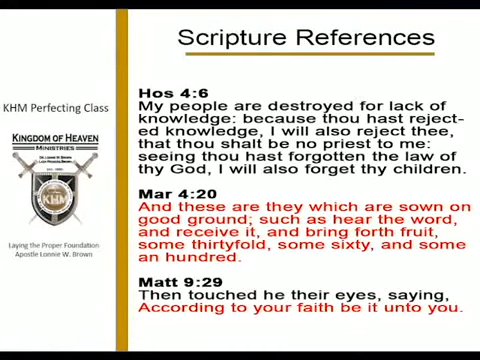 Scripture References
KHM Perfecting Class
KINGDOM OF HEAVEN
MINISTRIES
KHM
Laying the Proper Foundation
Apostle Lonnie W. Brown
Hos 4:6
My people are destroyed for lack of
knowledge: because thou hast reject-
ed knowledge, I will also reject thee,
that thou shalt be no priest to me:
seeing thou hast forgotten the law of
thy God, I will also forget thy children.
Mar 4:20
And these are they which are sown on
good ground; such as hear the word,
and receive it, and bring forth fruit,
some thirtyfold, some sixty, and some
an hundred.
Matt 9:29
Then touched he their eyes, saying,
According to your faith be it unto you.